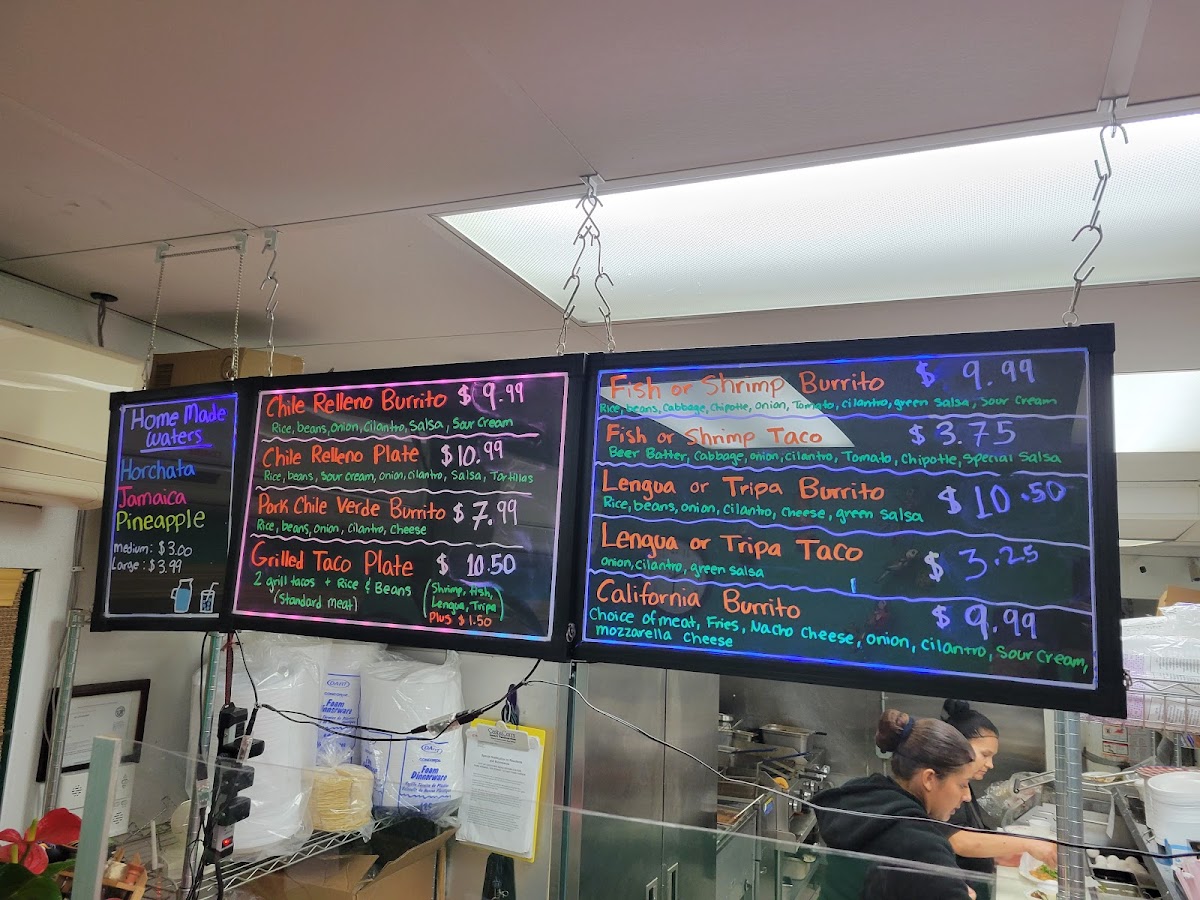 Home Made
Waters
Horchata
Jamaica
Pineapple
medium: $3.00
Large: $3.99
Chile Relleno Burrito $9.99
Rice, beans, onion, cilantro, Salsa, Sour Cream
Chile Relleno Plate $10.99
Rice, beans, sour cream, onion, cilantro, Salsa, Tortillas
Pork Chile Verde Burrito $7.99
Rice, beans, onion, cilantro, Cheese
Grilled Taco Plate $10.50
2 grill tacos + Rice & Beans
(Standard meat)
(Shrimp, fish,
Lengua, Tripa)
Plus $1.50
Fish or Shrimp Burrito $9.99
Rice, beans, Cabbage, Chipotle, onion, Tomato, cilantro, green Salsa, Sour Cream
Fish or Shrimp Taco $3.75
Beer Batter, Cabbage, onion, cilantro, Tomato, Chipotle, special Salsa
Lengua or Tripa Burrito $10.50
Rice, beans, onion, cilantro, cheese, green Salsa
Lengua or Tripa Taco $3.25
onion, cilantro, green salsa
California Burrito $9.99
Choice of meat, Fries, Nacho Cheese, onion, cilantro, Sour Cream,
mozzarella Cheese
DART
Foam
Dinnerware
DART
Foam
Dinnerware
125